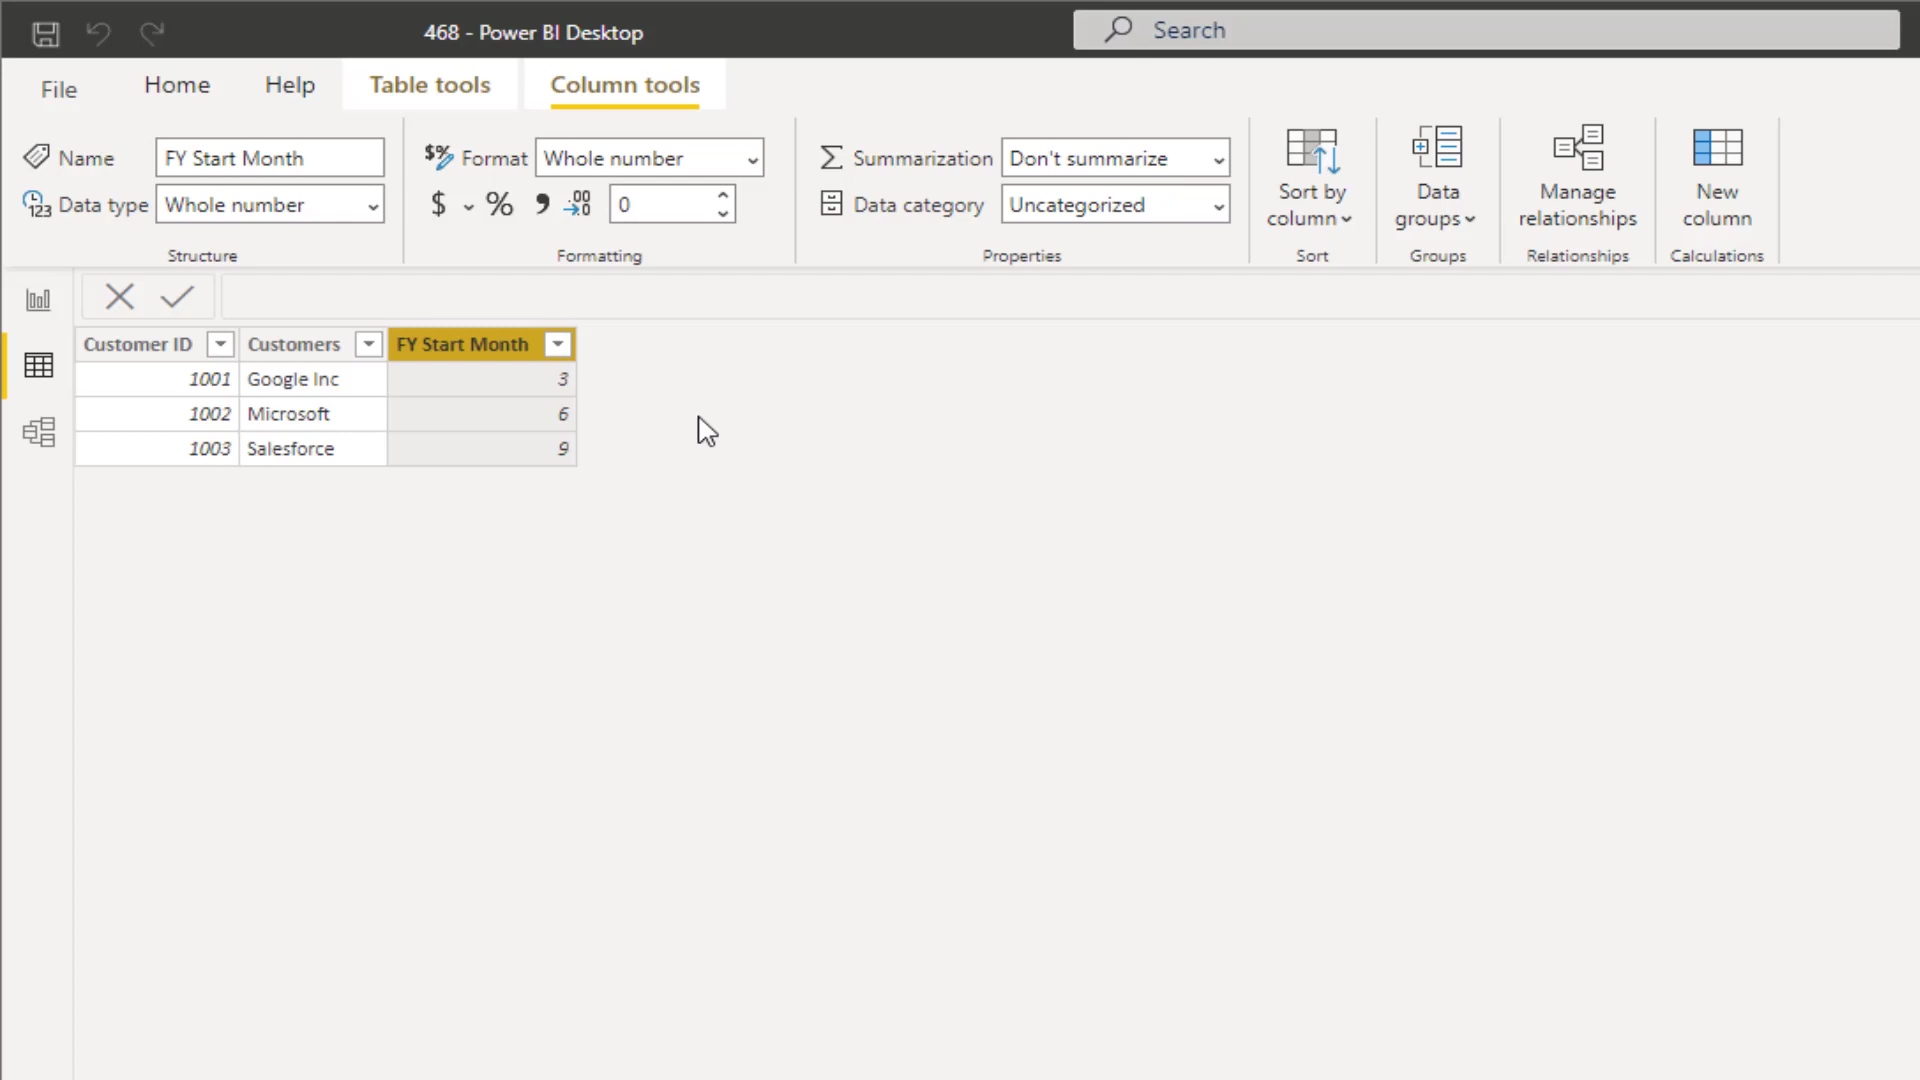 468 - Power BI Desktop
Search
File
Home
Help
Table tools
Column tools
Name
FY Start Month
Data type
Whole number
Structure
$% Format
Whole number
$ % , .00 .0
0
Formatting
Summarization
Don't summarize
Data category
Uncategorized
Properties
Sort by
column
Sort
Data
groups
Groups
Manage
relationships
Relationships
New
column
Calculations
Customer ID Customers FY Start Month
1001 Google Inc 3
1002 Microsoft 6
1003 Salesforce 9